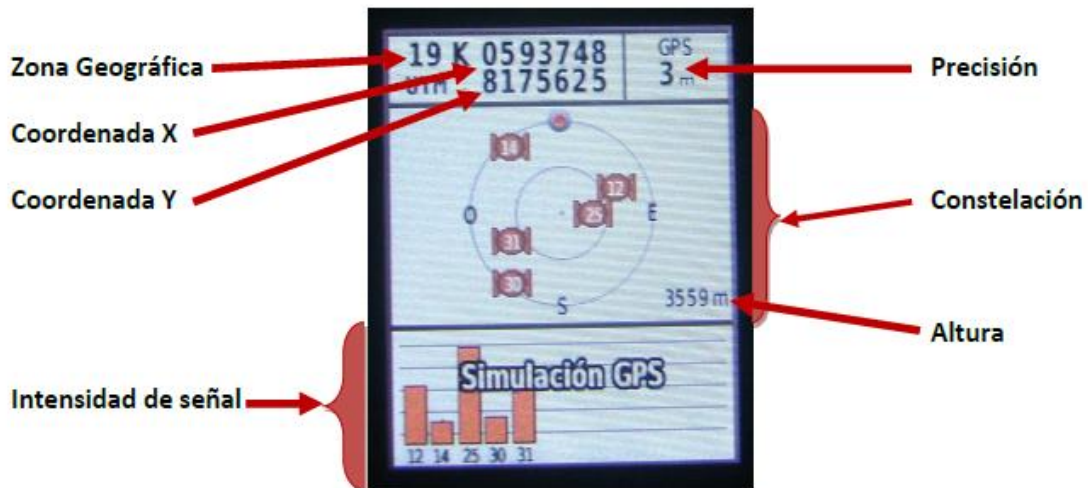 Zona Geográfica
Coordenada X
Coordenada Y
Intensidad de señal
19 K 0593748
UTM 8175625
GPS
3 m
14
12
25
31
30
O
E
S
3559 m
Simulación GPS
12 14 25 30 31
Precisión
Constelación
Altura